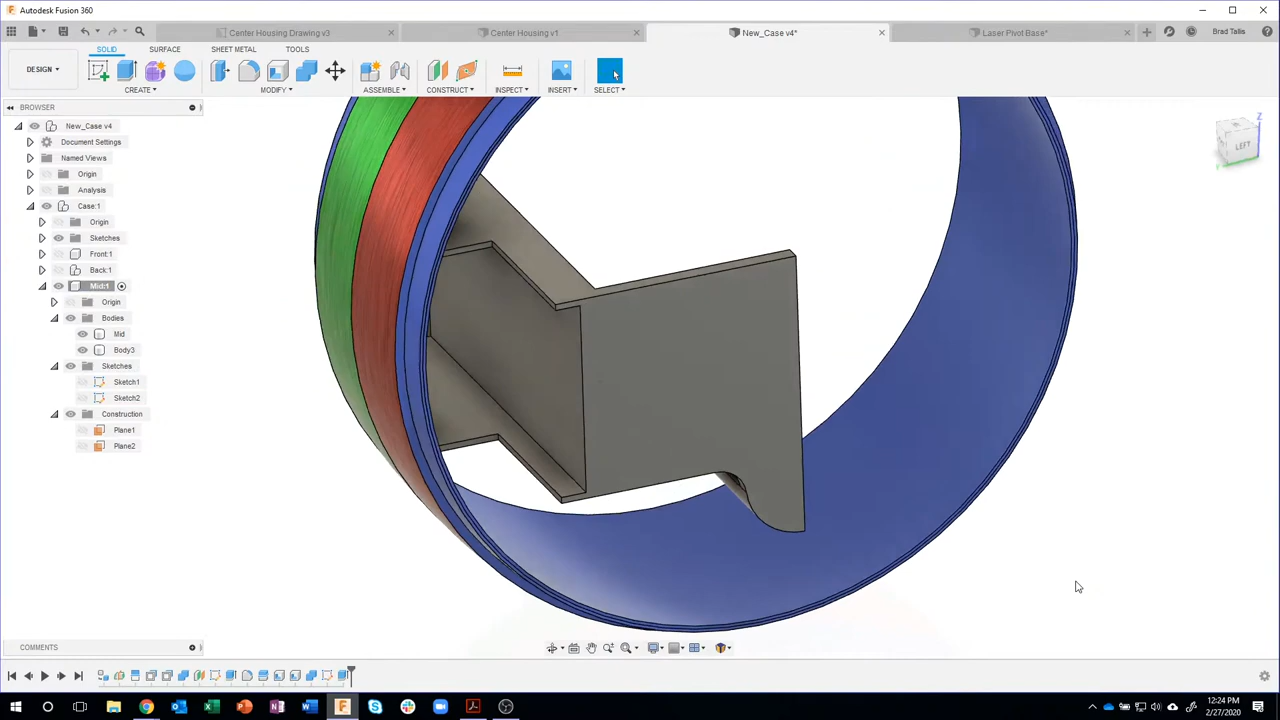 Autodesk Fusion 360
Center Housing Drawing v3
Center Housing v1
New_Case v4*
Laser Pivot Base*
Brad Tallis
DESIGN
SOLID
SURFACE
SHEET METAL
TOOLS
CREATE
MODIFY
ASSEMBLE
CONSTRUCT
INSPECT
INSERT
SELECT
BROWSER
New_Case v4
Document Settings
Named Views
Origin
Analysis
Case:1
Origin
Sketches
Front:1
Back:1
Mid:1
Origin
Bodies
Mid
Body3
Sketches
Sketch1
Sketch2
Construction
Plane1
Plane2
Z
LEFT
COMMENTS
12:24 PM
2/27/2020